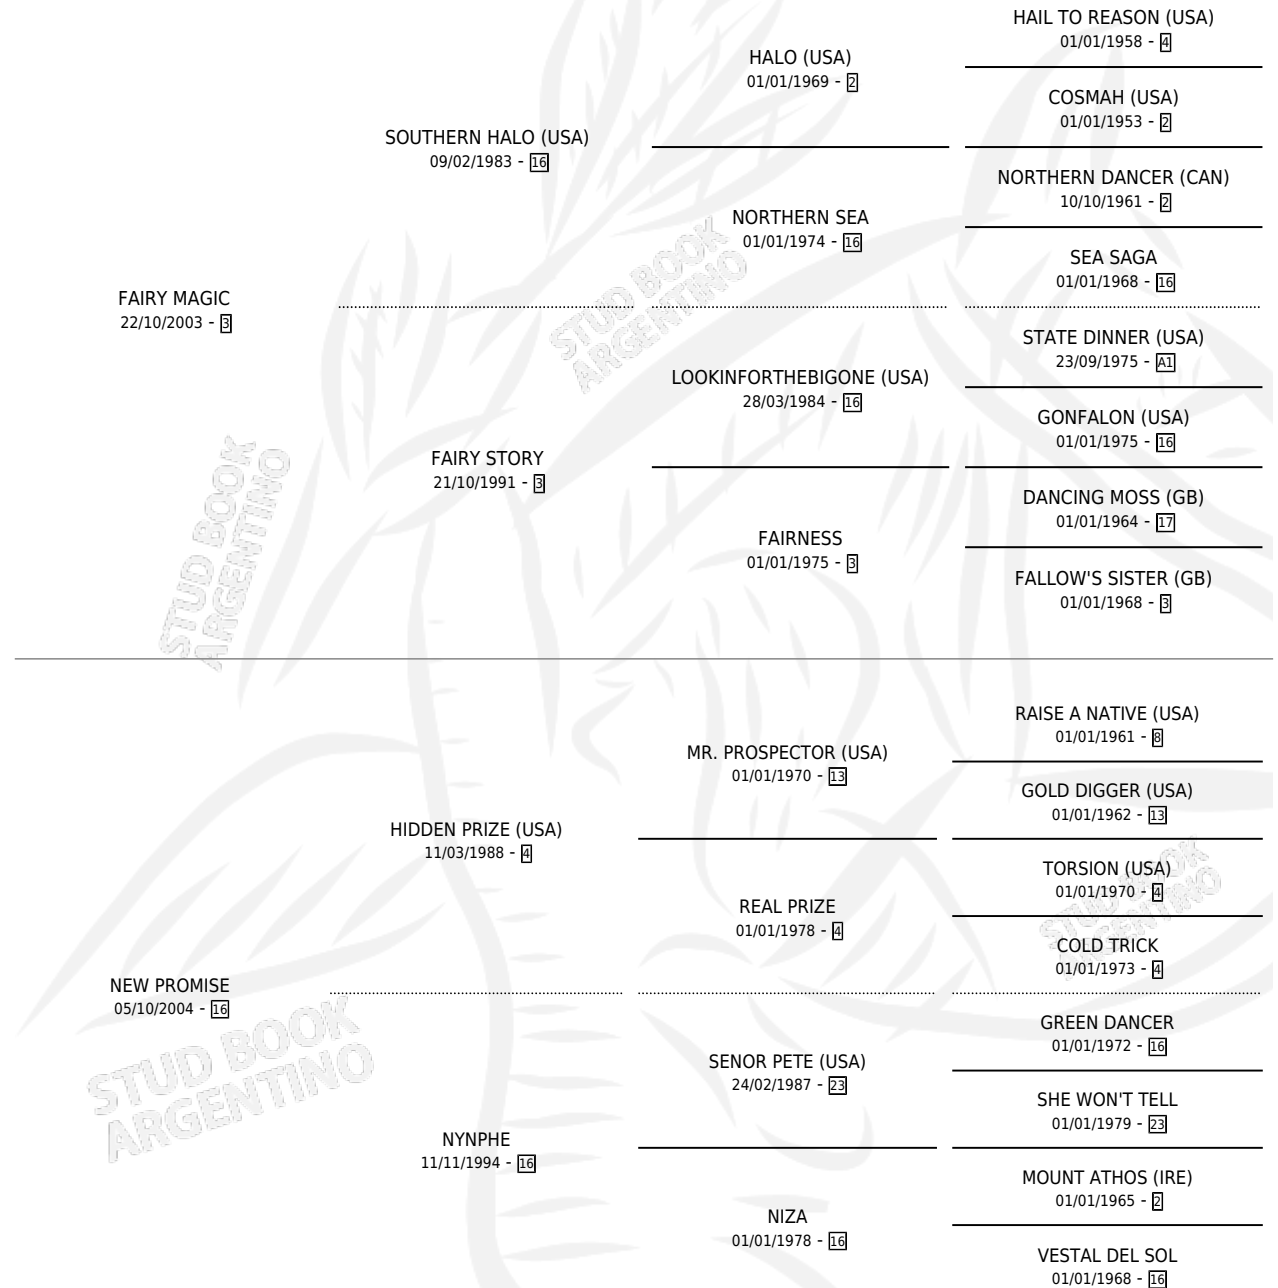 HAIL TO REASON (USA)
01/01/1958 - 4
HALO (USA)
01/01/1969 - 2
COSMAH (USA)
01/01/1953 - 2
SOUTHERN HALO (USA)
09/02/1983 - 16
NORTHERN DANCER (CAN)
10/10/1961 - 2
NORTHERN SEA
01/01/1974 - 16
SEA SAGA
01/01/1968 - 16
FAIRY MAGIC
22/10/2003 - 3
STATE DINNER (USA)
23/09/1975 - A1
LOOKINFORTHEBIGONE (USA)
28/03/1984 - 16
GONFALON (USA)
01/01/1975 - 16
FAIRY STORY
21/10/1991 - 3
DANCING MOSS (GB)
01/01/1964 - 17
FAIRNESS
01/01/1975 - 3
FALLOW'S SISTER (GB)
01/01/1968 - 3
STUD BOOK
ARGENTINO
STUD BOOK
ARGENTINO
RAISE A NATIVE (USA)
01/01/1961 - 8
MR. PROSPECTOR (USA)
01/01/1970 - 13
GOLD DIGGER (USA)
01/01/1962 - 13
HIDDEN PRIZE (USA)
11/03/1988 - 4
TORSION (USA)
01/01/1970 - 4
REAL PRIZE
01/01/1978 - 4
COLD TRICK
01/01/1973 - 4
STUD BOOK
ARGENTINO
NEW PROMISE
05/10/2004 - 16
GREEN DANCER
01/01/1972 - 16
SENOR PETE (USA)
24/02/1987 - 23
SHE WON'T TELL
01/01/1979 - 23
STUD BOOK
ARGENTINO
NYNPHE
11/11/1994 - 16
MOUNT ATHOS (IRE)
01/01/1965 - 2
NIZA
01/01/1978 - 16
VESTAL DEL SOL
01/01/1968 - 16